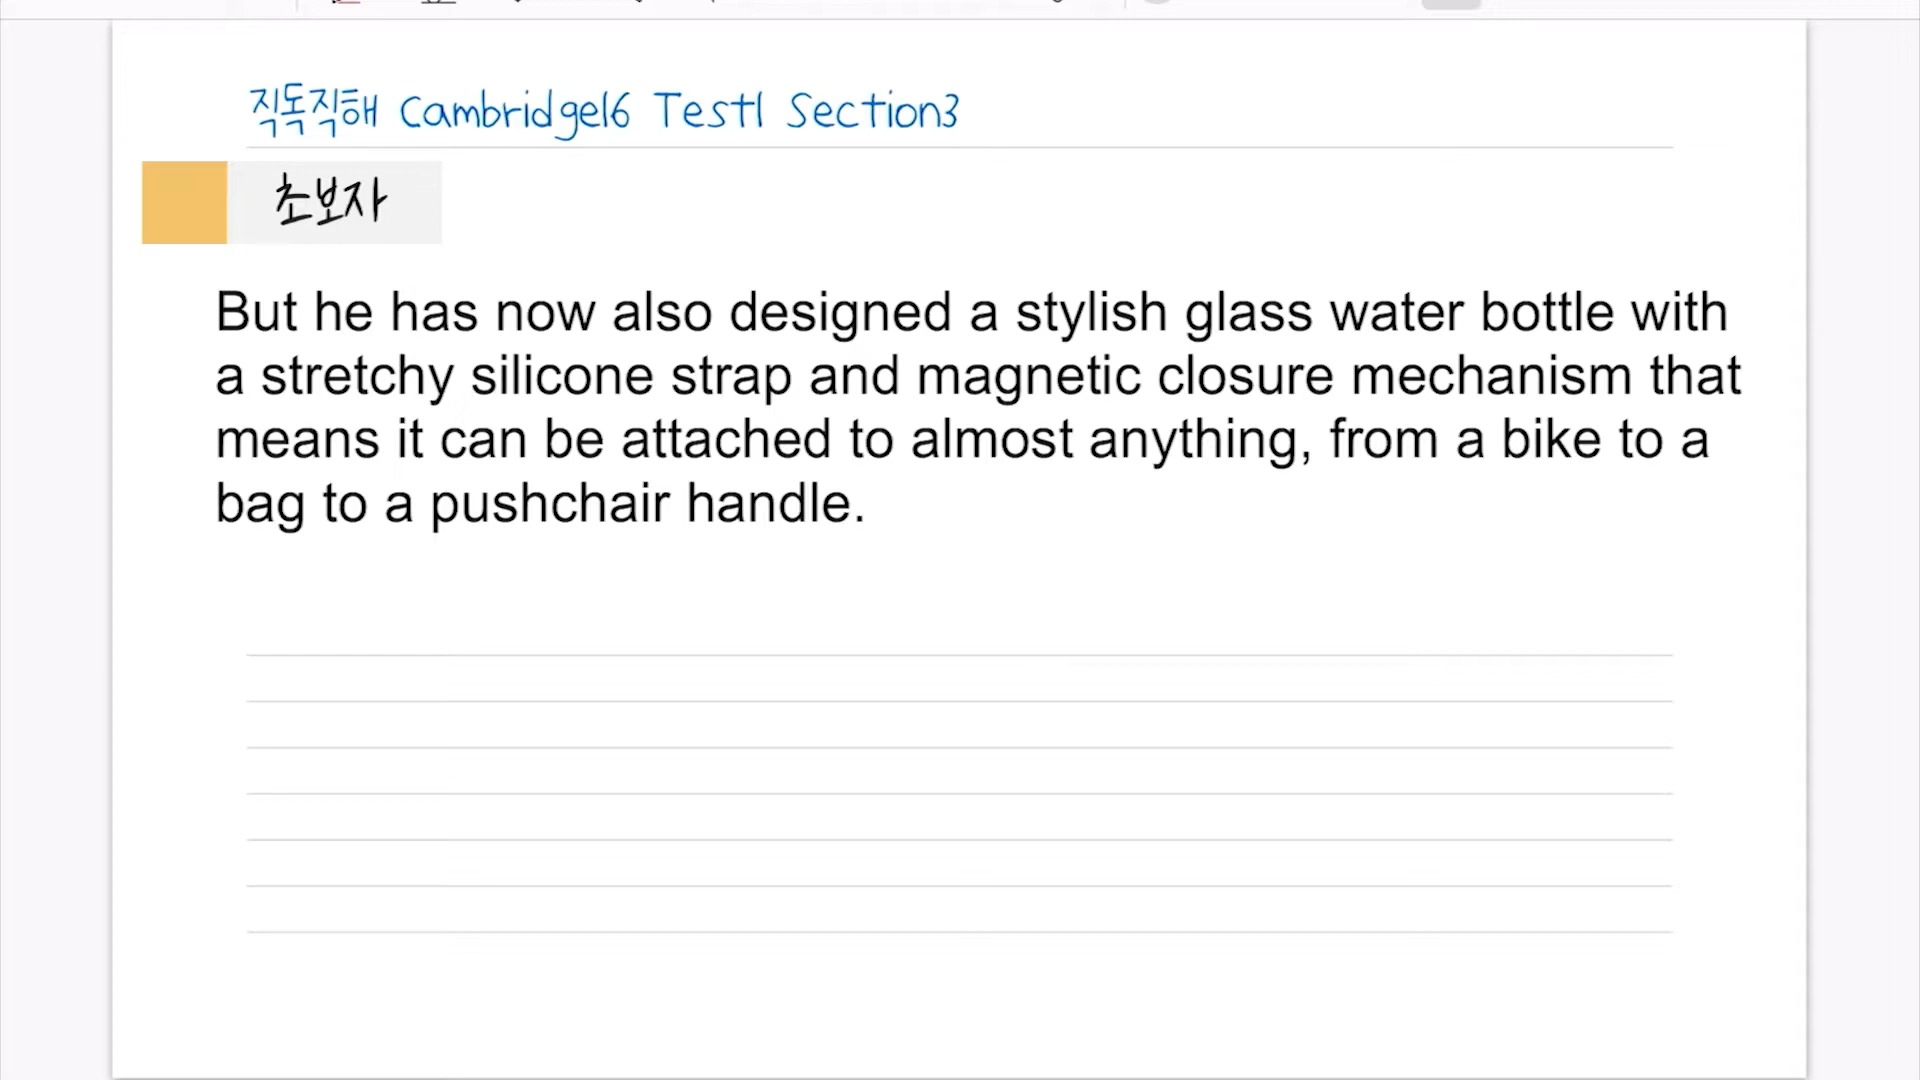 직독직해 Cambridge16 Test1 Section3
초보자
But he has now also designed a stylish glass water bottle with
a stretchy silicone strap and magnetic closure mechanism that
means it can be attached to almost anything, from a bike to a
bag to a pushchair handle.